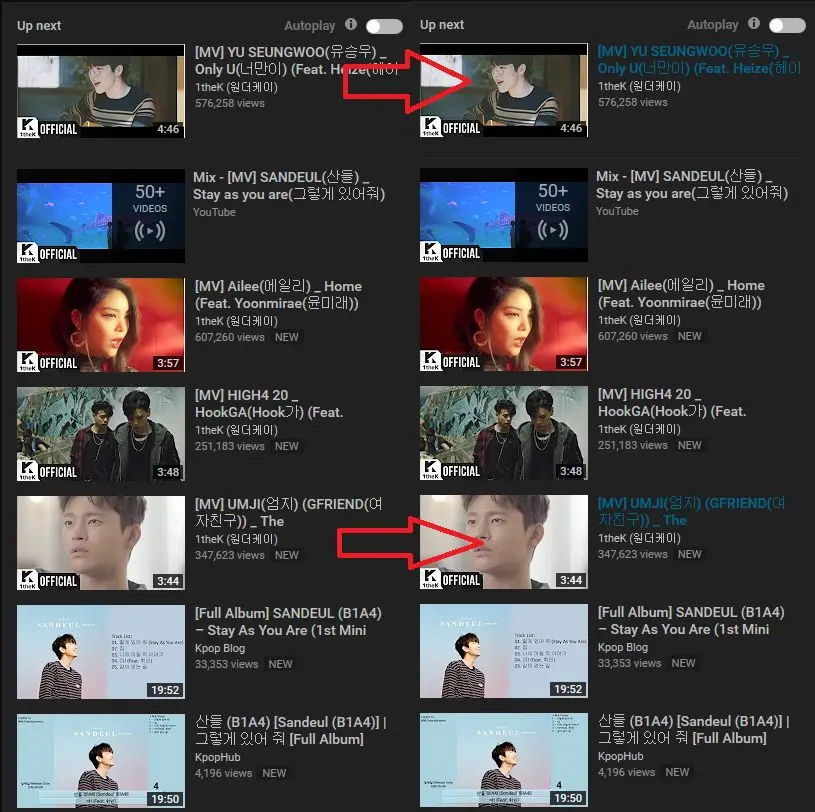 Up next
Autoplay
[MV] YU SEUNGWOO(유승우) _
Only U(너만이) (Feat. Heize(헤이
1theK (원더케이)
576,258 views
1theK OFFICIAL
4:46
Mix - [MV] SANDEUL(산들) _
Stay as you are(그렇게 있어줘)
YouTube
50+
VIDEOS
1theK OFFICIAL
[MV] Ailee(에일리) _ Home
(Feat. Yoonmirae(윤미래))
1theK (원더케이)
607,260 views NEW
1theK OFFICIAL
3:57
[MV] HIGH4 20 _
HookGA(Hook가) (Feat.
1theK (원더케이)
251,183 views NEW
1theK OFFICIAL
3:48
[MV] UMJI(엄지) (GFRIEND(여
자친구)) _ The
1theK (원더케이)
347,623 views NEW
1theK OFFICIAL
3:44
[Full Album] SANDEUL (B1A4)
– Stay As You Are (1st Mini
Kpop Blog
33,353 views NEW
SANDEUL
Track List:
19:52
산들 (B1A4) [Sandeul (B1A4)] |
그렇게 있어 줘 [Full Album]
KpopHub
4,196 views NEW
SANDEUL
4
19:50
Up next
Autoplay
[MV] YU SEUNGWOO(유승우) _
Only U(너만이) (Feat. Heize(헤이
1theK (원더케이)
576,258 views
1theK OFFICIAL
4:46
Mix - [MV] SANDEUL(산들) _
Stay as you are(그렇게 있어줘)
YouTube
50+
VIDEOS
1theK OFFICIAL
[MV] Ailee(에일리) _ Home
(Feat. Yoonmirae(윤미래))
1theK (원더케이)
607,260 views NEW
1theK OFFICIAL
3:57
[MV] HIGH4 20 _
HookGA(Hook가) (Feat.
1theK (원더케이)
251,183 views NEW
1theK OFFICIAL
3:48
[MV] UMJI(엄지) (GFRIEND(여
자친구)) _ The
1theK (원더케이)
347,623 views NEW
1theK OFFICIAL
3:44
[Full Album] SANDEUL (B1A4)
– Stay As You Are (1st Mini
Kpop Blog
33,353 views NEW
SANDEUL
Track List:
19:52
산들 (B1A4) [Sandeul (B1A4)] |
그렇게 있어 줘 [Full Album]
KpopHub
4,196 views NEW
SANDEUL
4
19:50